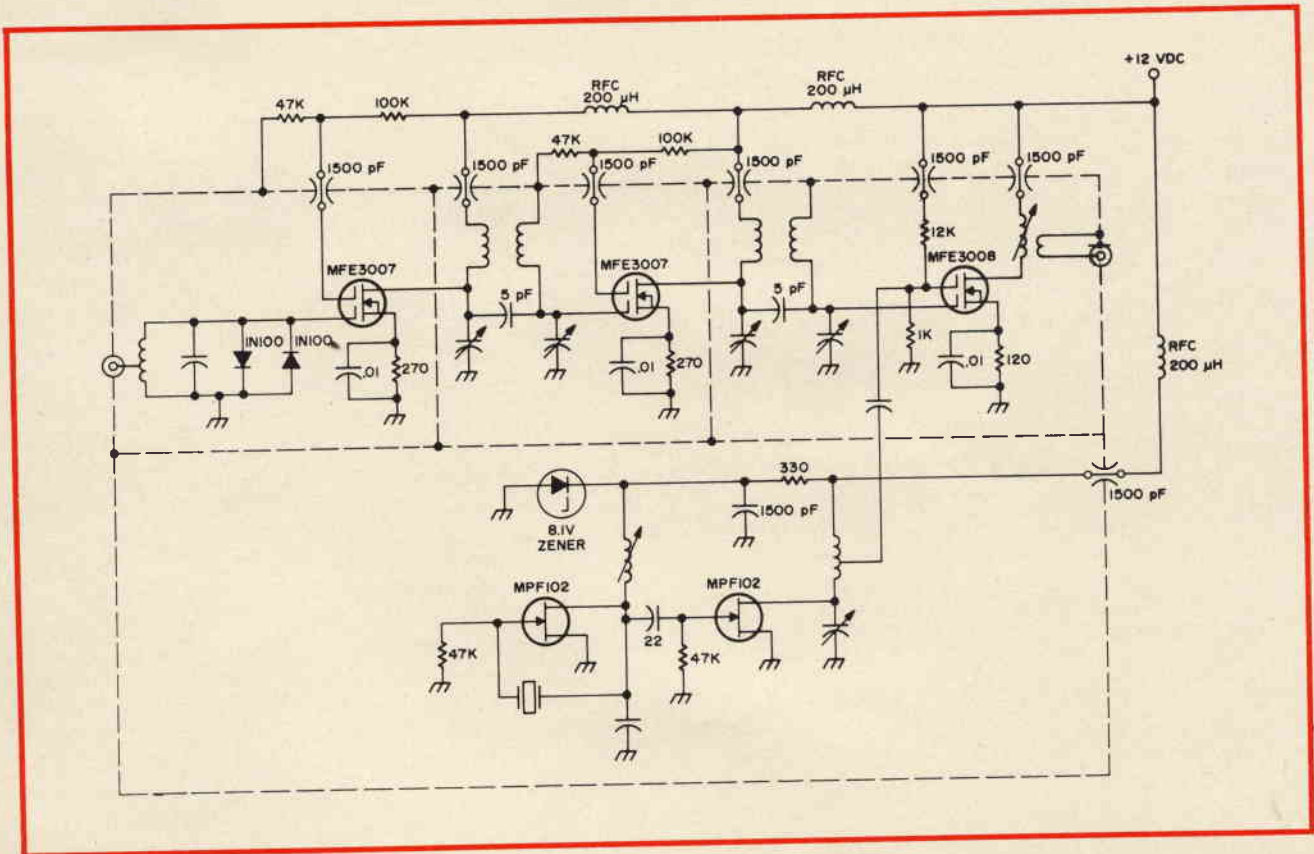 +12 VDC
RFC
200 µH
RFC
200 µH
47K
100K
47K
100K
1500 pF
1500 pF
1500 pF
1500 pF
1500 pF
1500 pF
12K
MFE3007
MFE3007
MFE3008
5 pF
5 pF
1N100
1N100
.01
270
.01
270
1K
.01
120
RFC
200 µH
330
1500 pF
1500 pF
8.1V
ZENER
MPF102
MPF102
22
47K
47K